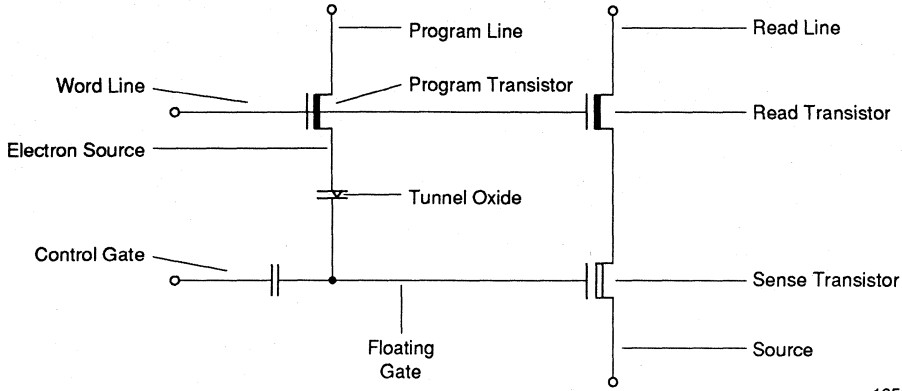 Program Line
Read Line
Word Line
Program Transistor
Read Transistor
Electron Source
Tunnel Oxide
Control Gate
Sense Transistor
Floating
Gate
Source